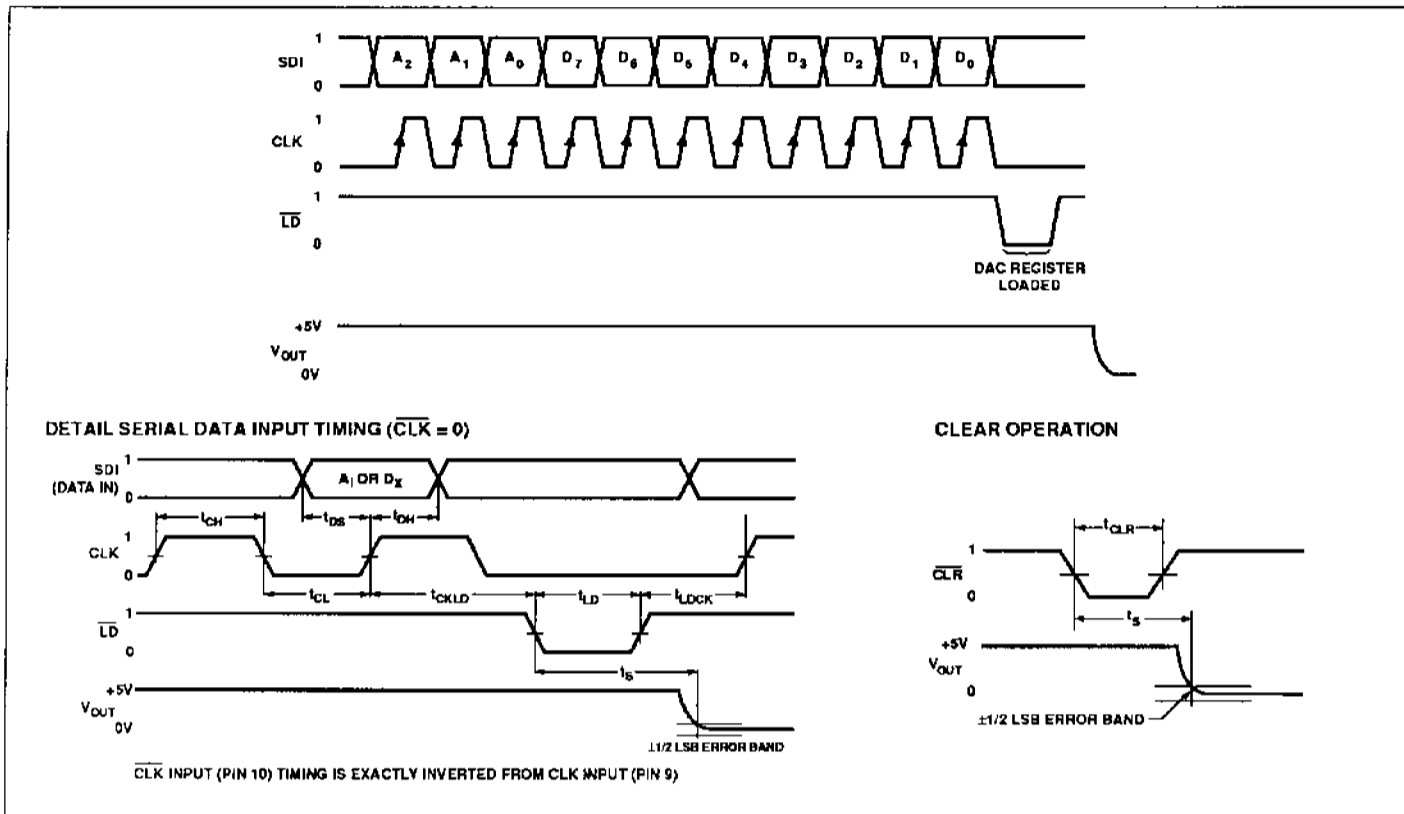 SDI 1 0 A2 A1 A0 D7 D6 D5 D4 D3 D2 D1 D0
CLK 1 0
LD 1 0
DAC REGISTER
LOADED
VOUT +5V 0V
DETAIL SERIAL DATA INPUT TIMING (CLK = 0)
SDI
(DATA IN) 1 0 AI OR DX
tCH tDS tDH
CLK 1 0
tCL tCKLD tLD tLDCK
LD 1 0
tS
VOUT +5V 0V
±1/2 LSB ERROR BAND
CLK INPUT (PIN 10) TIMING IS EXACTLY INVERTED FROM CLK INPUT (PIN 9)
CLEAR OPERATION
tCLR
CLR 1 0
tS
VOUT +5V 0
±1/2 LSB ERROR BAND